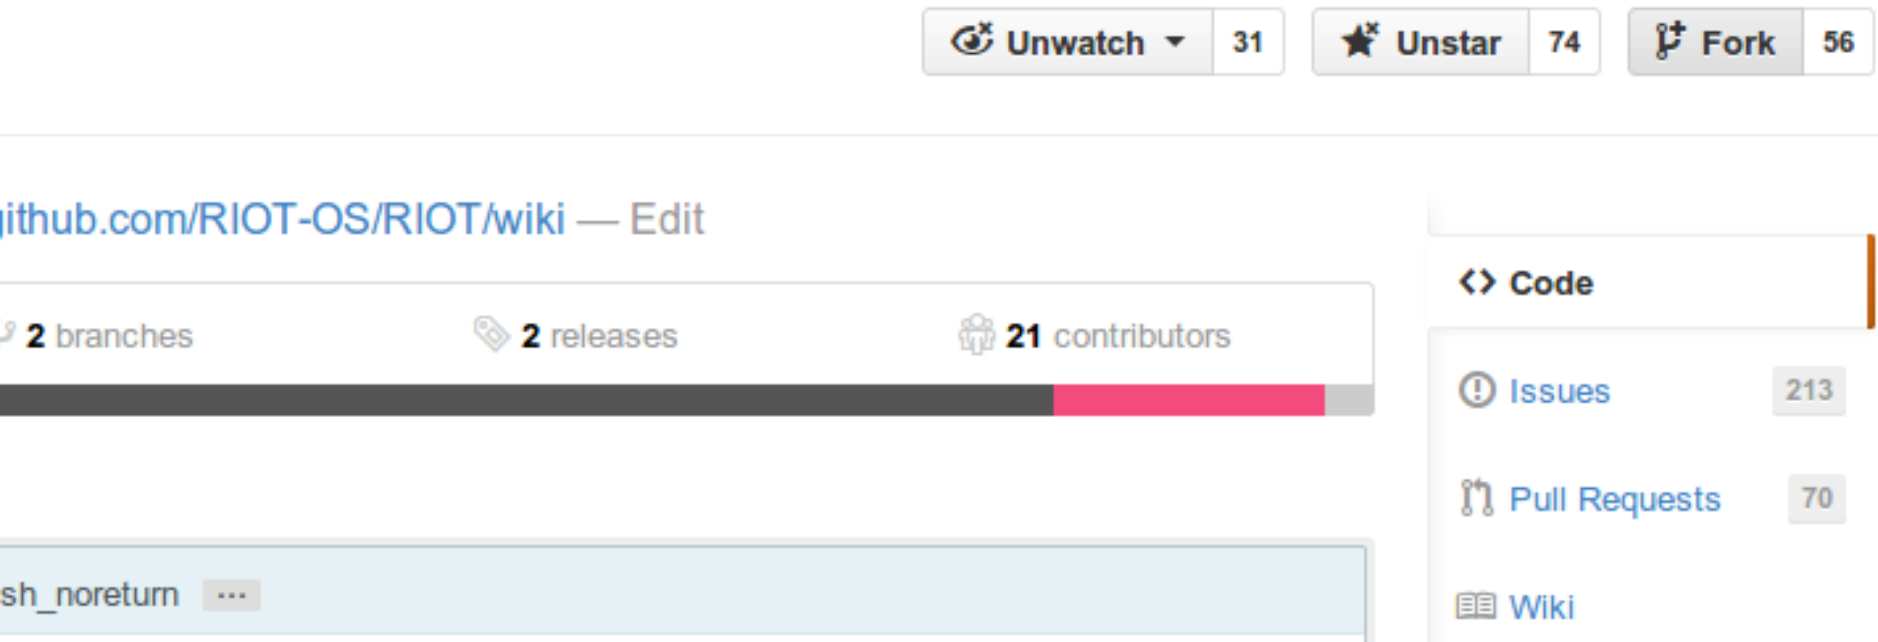 Unwatch 31 Unstar 74 Fork 56
github.com/RIOT-OS/RIOT/wiki — Edit
Code
2 branches 2 releases 21 contributors
Issues 213
Pull Requests 70
sh_noreturn ...
Wiki